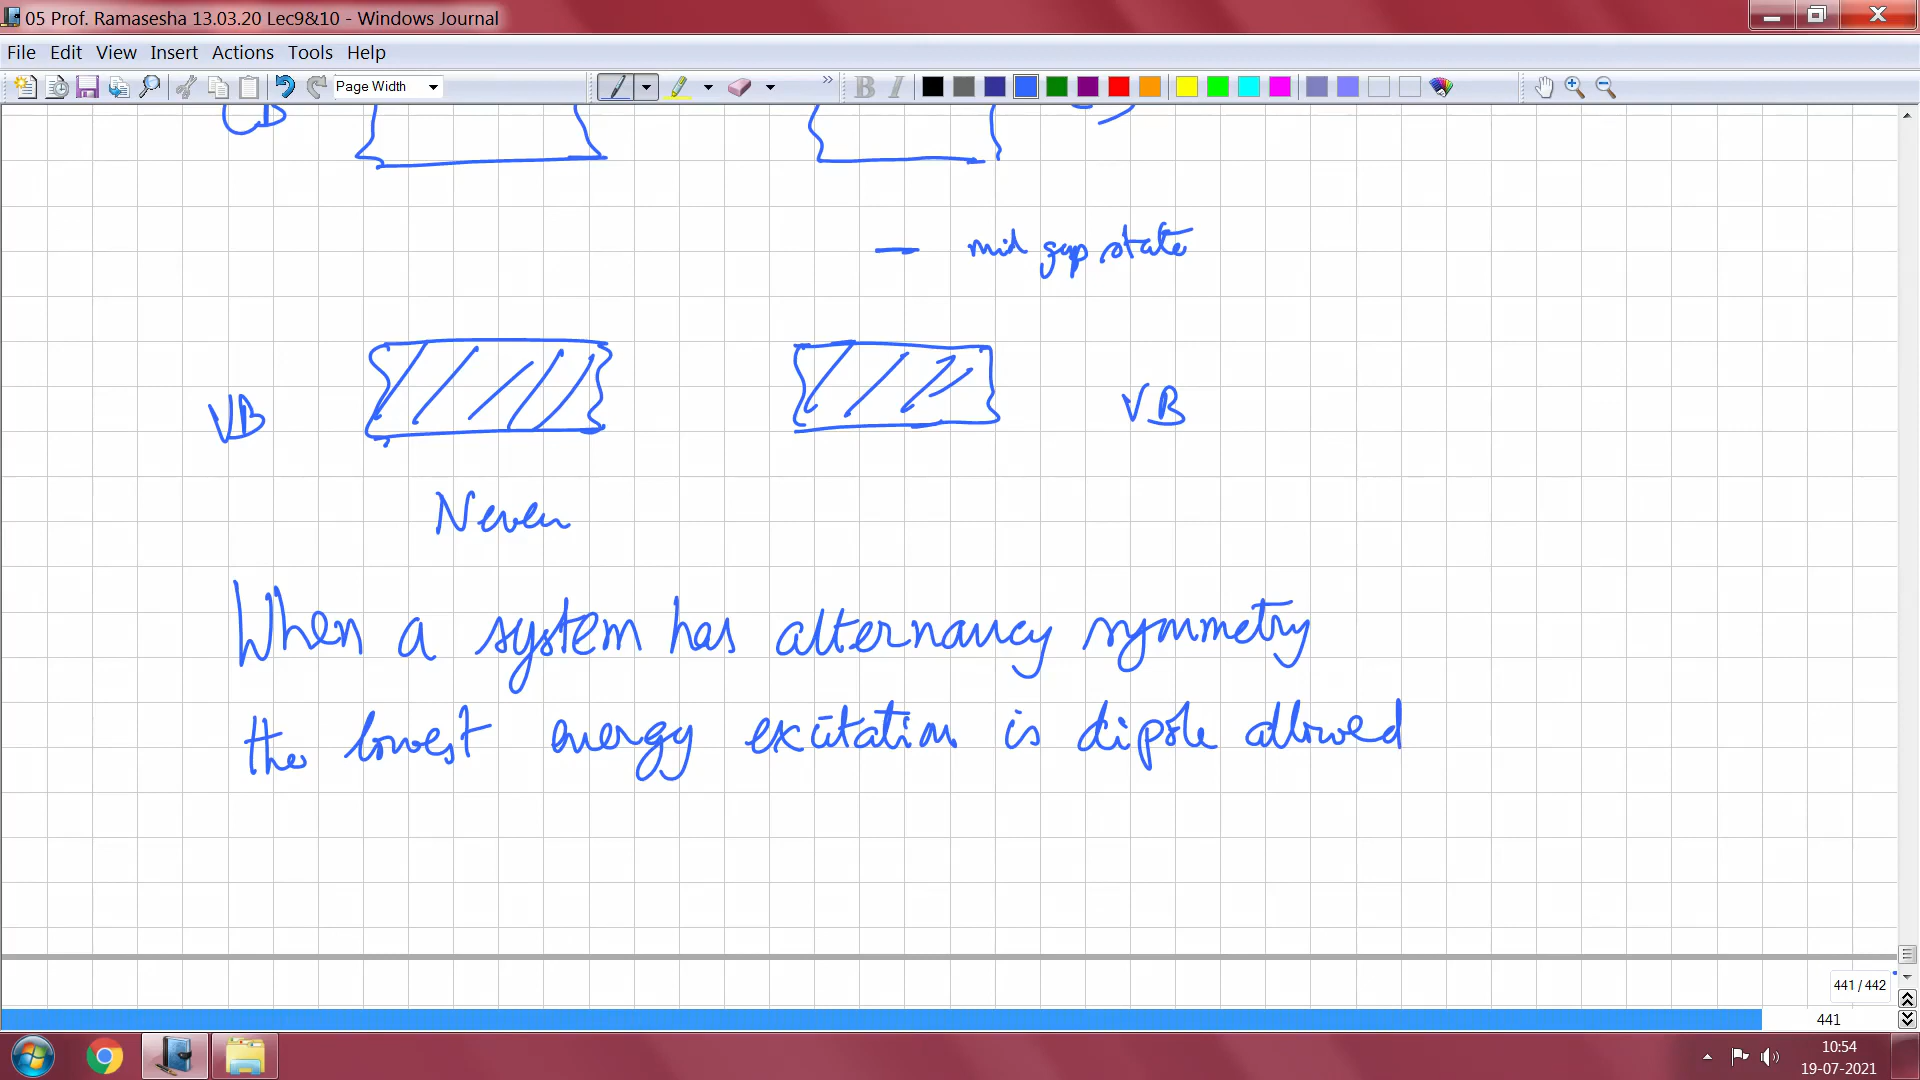 05 Prof. Ramasesha 13.03.20 Lec9&10 - Windows Journal
File Edit View Insert Actions Tools Help
Page Width
B I
CB
mid gap state
VB
VB
N even
When a system has alternancy symmetry
the lowest energy excitation is dipole allowed
441 / 442
441
10:54
19-07-2021